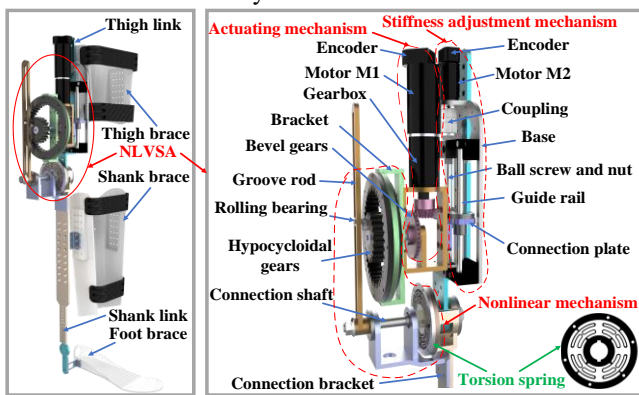 Thigh link
Thigh brace
NLVSA
Shank brace
Shank link
Foot brace
Actuating mechanism
Stiffness adjustment mechanism
Encoder
Motor M1
Gearbox
Bracket
Bevel gears
Groove rod
Rolling bearing
Hypocycloidal
gears
Connection shaft
Connection bracket
Encoder
Motor M2
Coupling
Base
Ball screw and nut
Guide rail
Connection plate
Nonlinear mechanism
Torsion spring